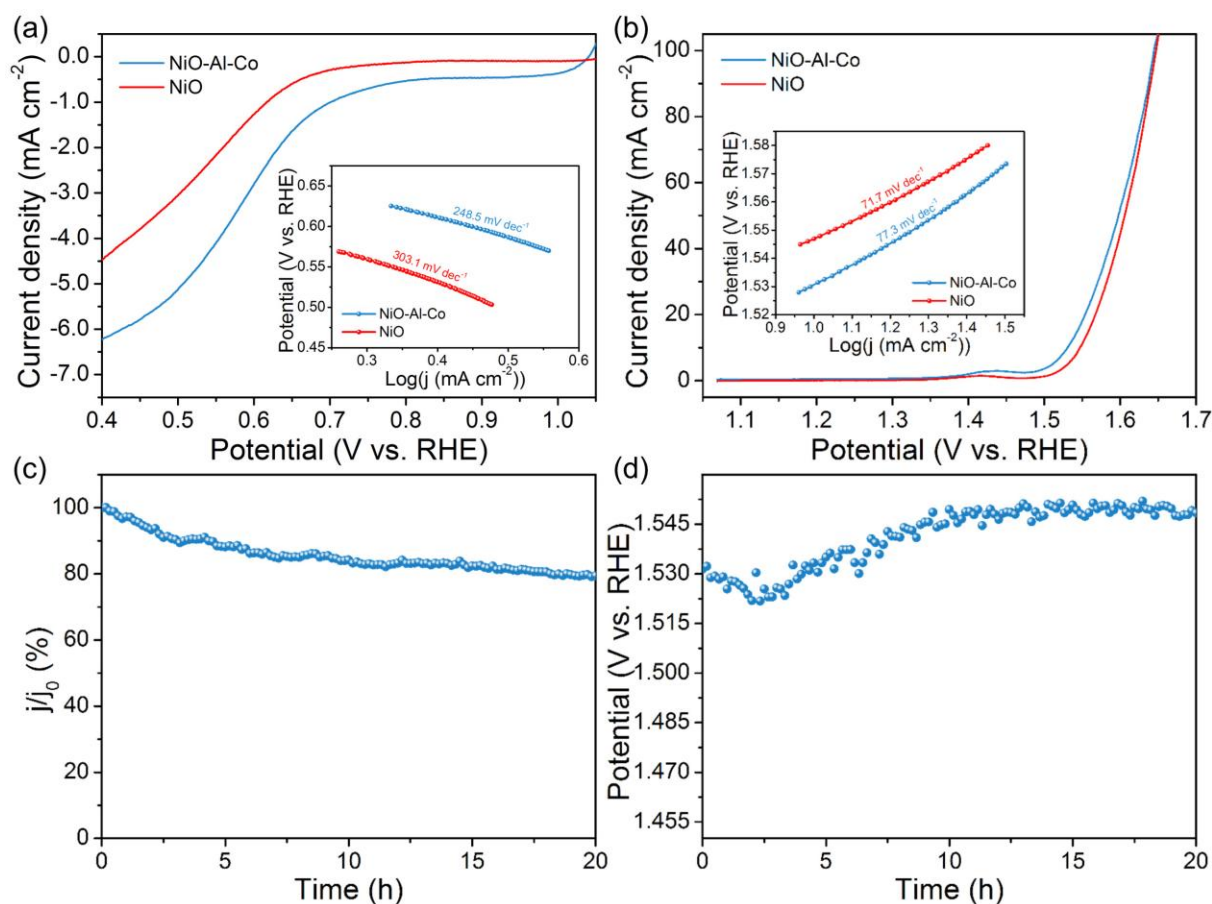 (a)
0.0
-1.0
-2.0
-3.0
-4.0
-5.0
-6.0
-7.0
Current density (mA cm⁻²)
NiO-Al-Co
NiO
0.4 0.5 0.6 0.7 0.8 0.9 1.0
Potential (V vs. RHE)
0.65
0.60
0.55
0.50
0.45
Potential (V vs. RHE)
248.5 mV dec⁻¹
303.1 mV dec⁻¹
NiO-Al-Co
NiO
0.3 0.4 0.5 0.6
Log(j (mA cm⁻²))
(b)
100
80
60
40
20
0
Current density (mA cm⁻²)
NiO-Al-Co
NiO
1.1 1.2 1.3 1.4 1.5 1.6 1.7
Potential (V vs. RHE)
1.58
1.57
1.56
1.55
1.54
1.53
1.52
Potential (V vs. RHE)
71.7 mV dec⁻¹
77.3 mV dec⁻¹
NiO-Al-Co
NiO
0.9 1.0 1.1 1.2 1.3 1.4 1.5
Log(j (mA cm⁻²))
(c)
100
80
60
40
20
0
j/j₀ (%)
0 5 10 15 20
Time (h)
(d)
1.545
1.530
1.515
1.500
1.485
1.470
1.455
Potential (V vs. RHE)
0 5 10 15 20
Time (h)